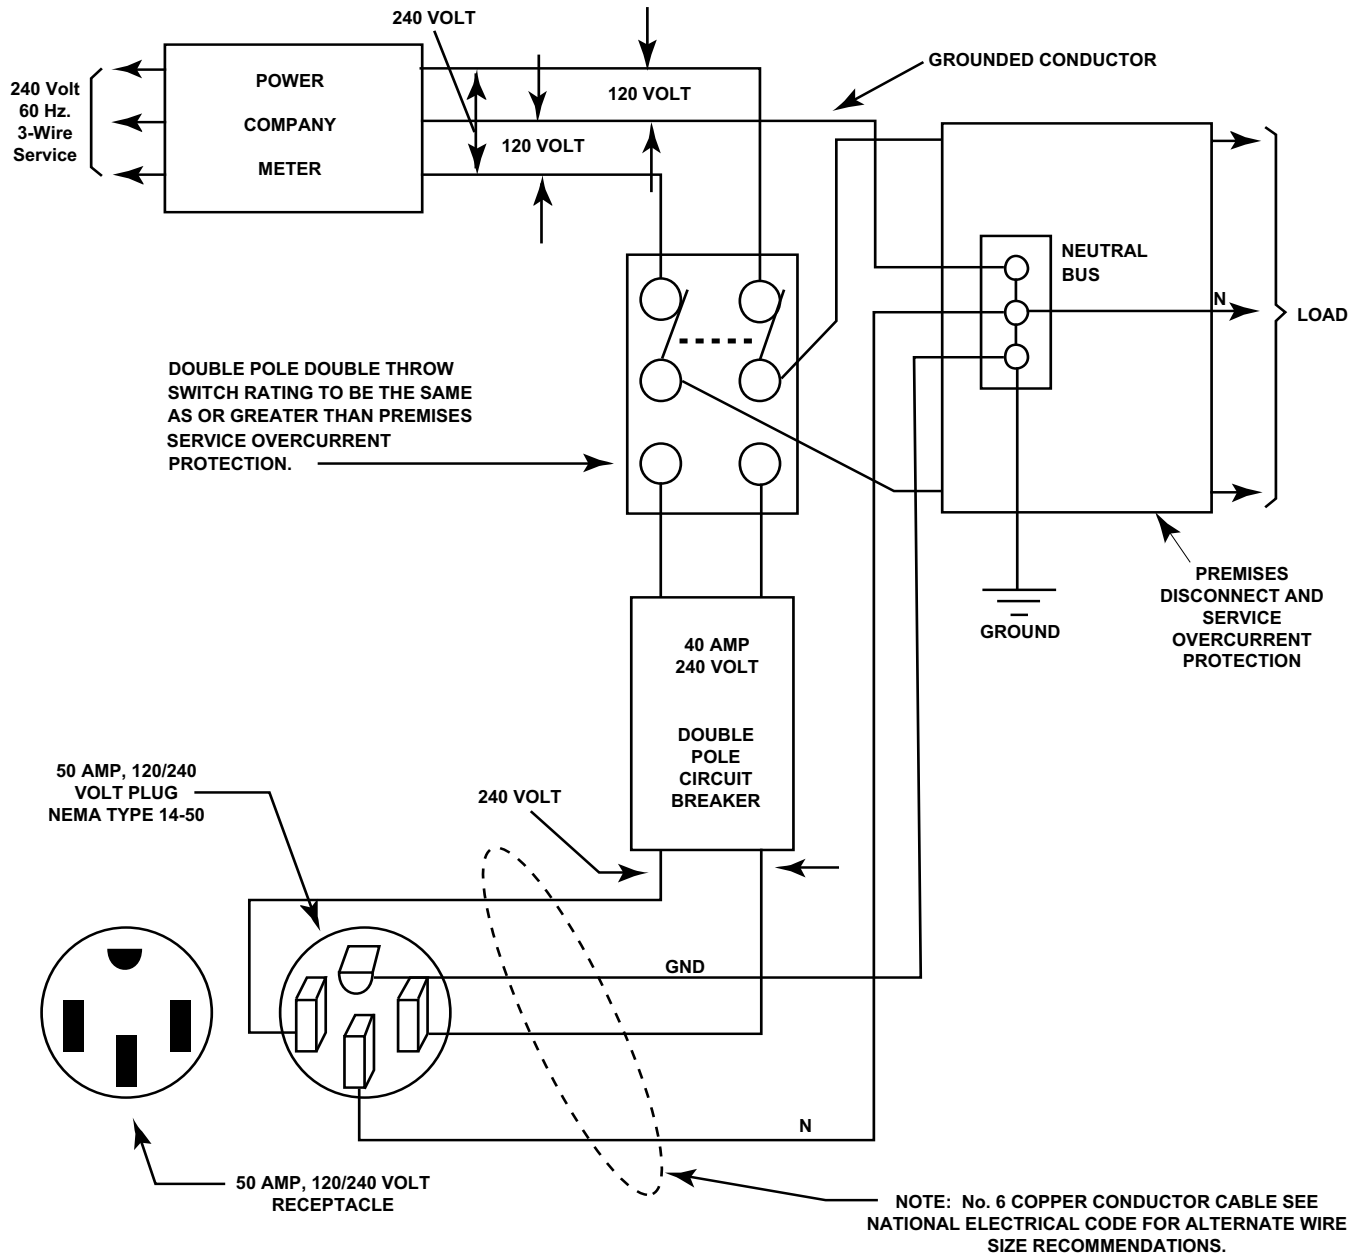 240 VOLT
GROUNDED CONDUCTOR
240 Volt
60 Hz.
3-Wire
Service
POWER
COMPANY
METER
120 VOLT
120 VOLT
NEUTRAL
BUS
N
LOAD
DOUBLE POLE DOUBLE THROW
SWITCH RATING TO BE THE SAME
AS OR GREATER THAN PREMISES
SERVICE OVERCURRENT
PROTECTION.
GROUND
PREMISES
DISCONNECT AND
SERVICE
OVERCURRENT
PROTECTION
40 AMP
240 VOLT
DOUBLE
POLE
CIRCUIT
BREAKER
50 AMP, 120/240
VOLT PLUG
NEMA TYPE 14-50
240 VOLT
GND
N
50 AMP, 120/240 VOLT
RECEPTACLE
NOTE: No. 6 COPPER CONDUCTOR CABLE SEE
NATIONAL ELECTRICAL CODE FOR ALTERNATE WIRE
SIZE RECOMMENDATIONS.